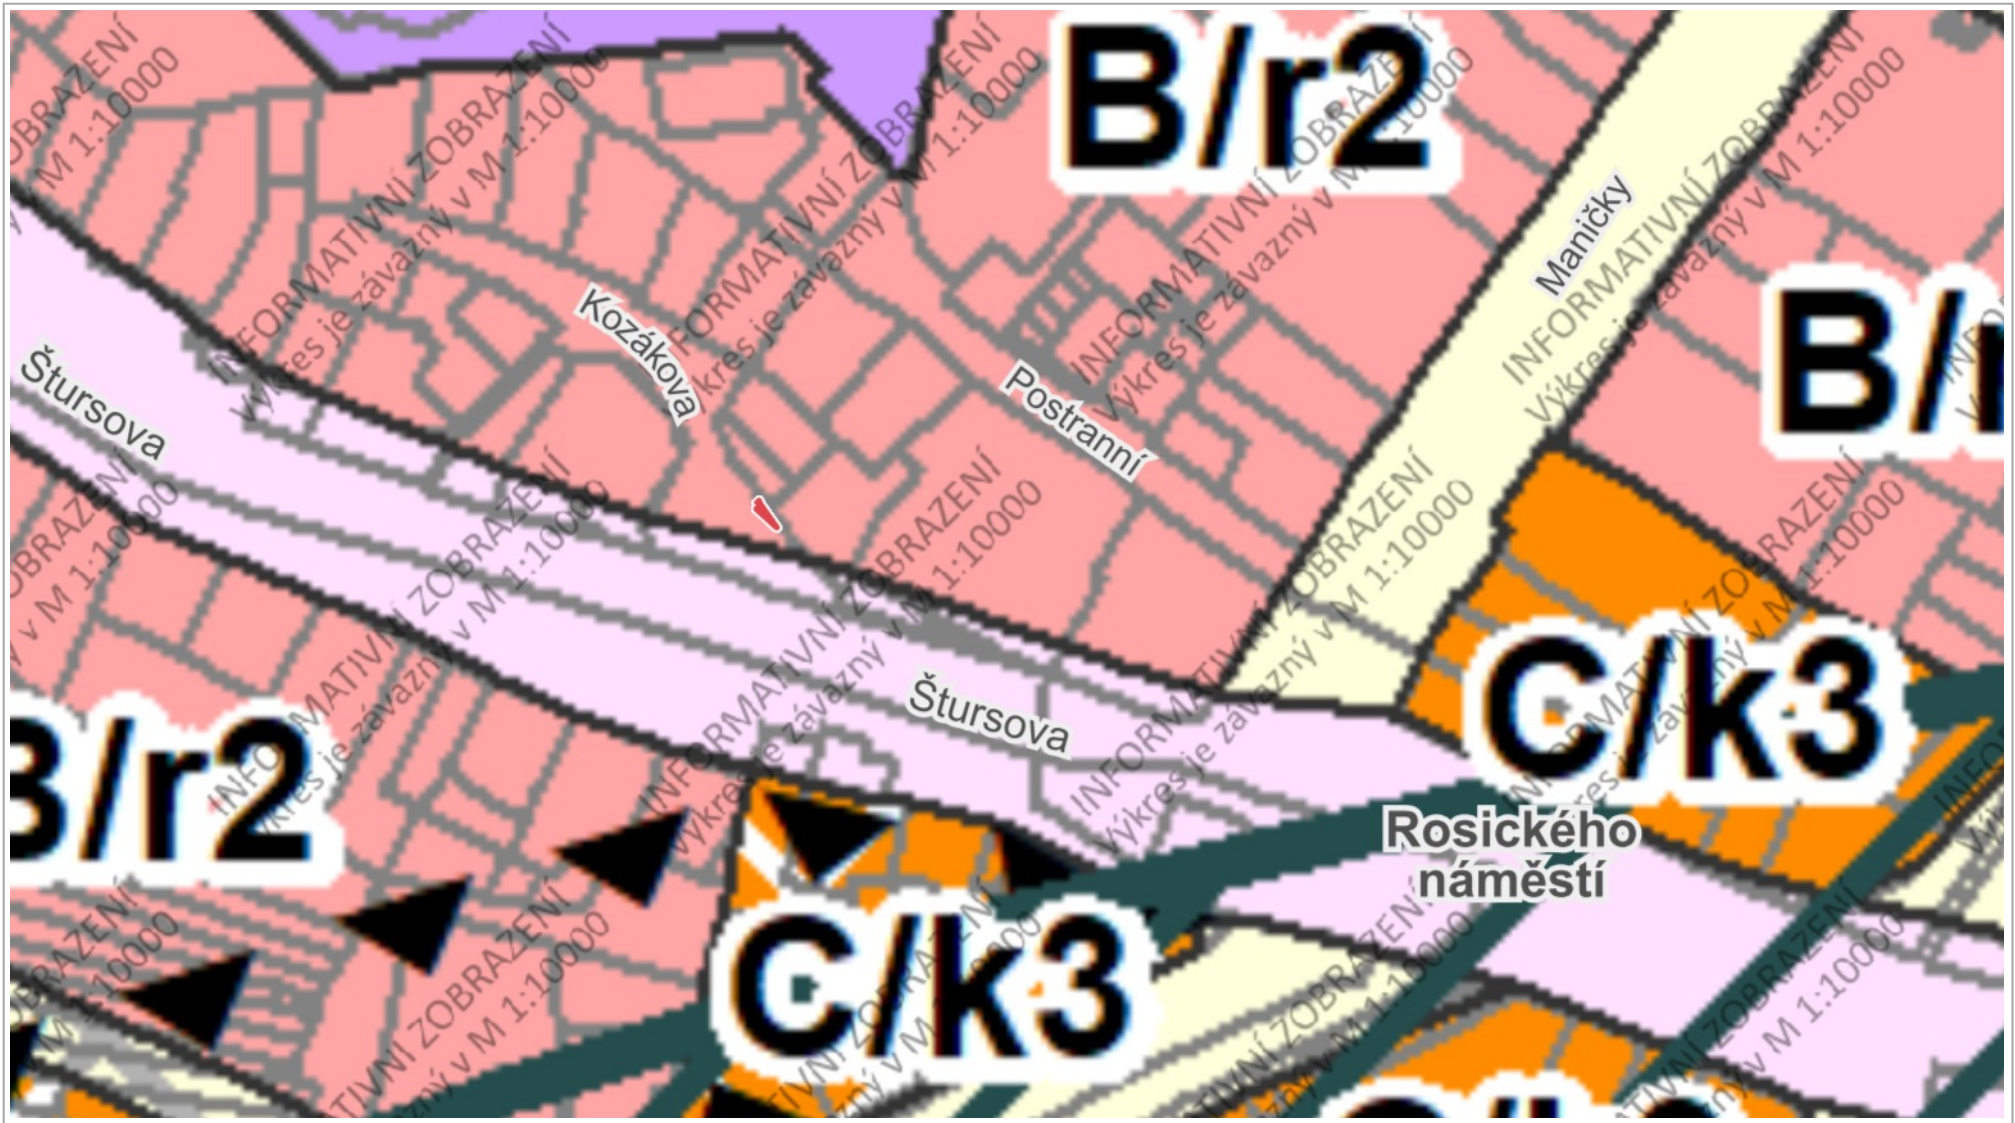 B/r2
Maničky
Kozákova
Štursova
Postranní
B/r
Štursova
C/k3
B/r2
Rosického
náměstí
C/k3
INFORMATIVNÍ ZOBRAZENÍ
Výkres je závazný v M 1:10000